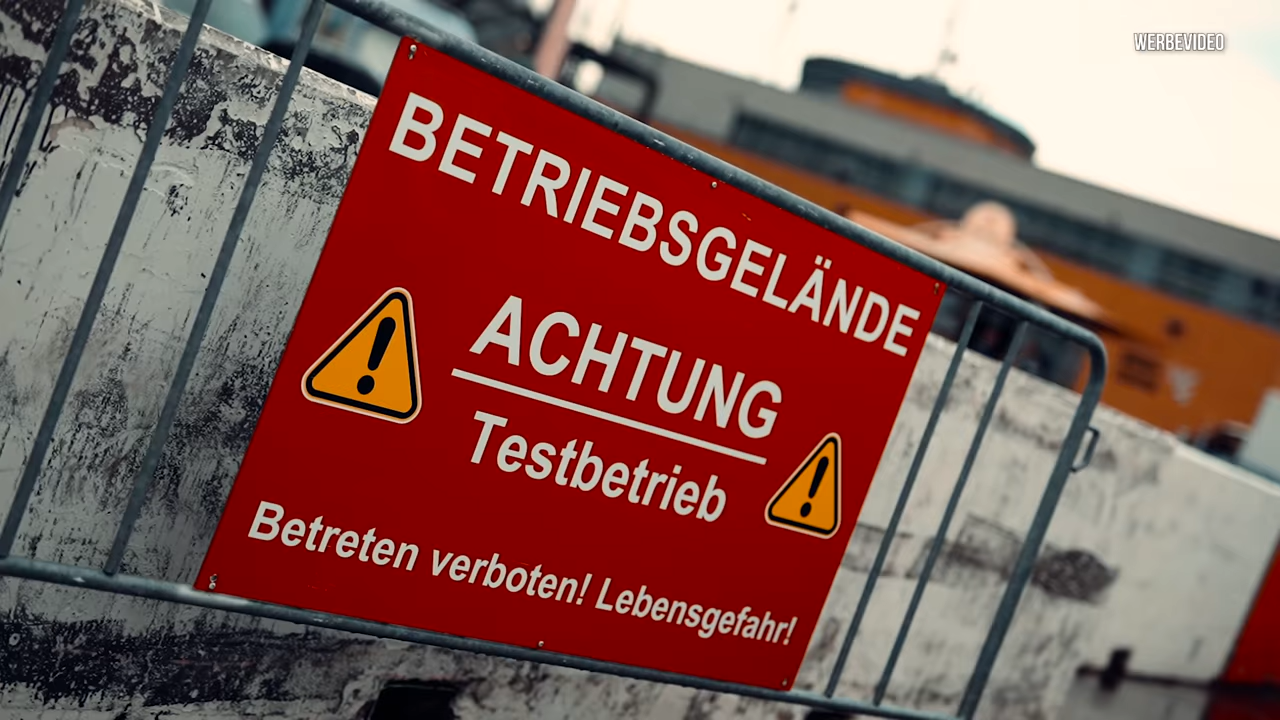 WERBEVIDEO
BETRIEBSGELÄNDE
ACHTUNG
Testbetrieb
Betreten verboten! Lebensgefahr!